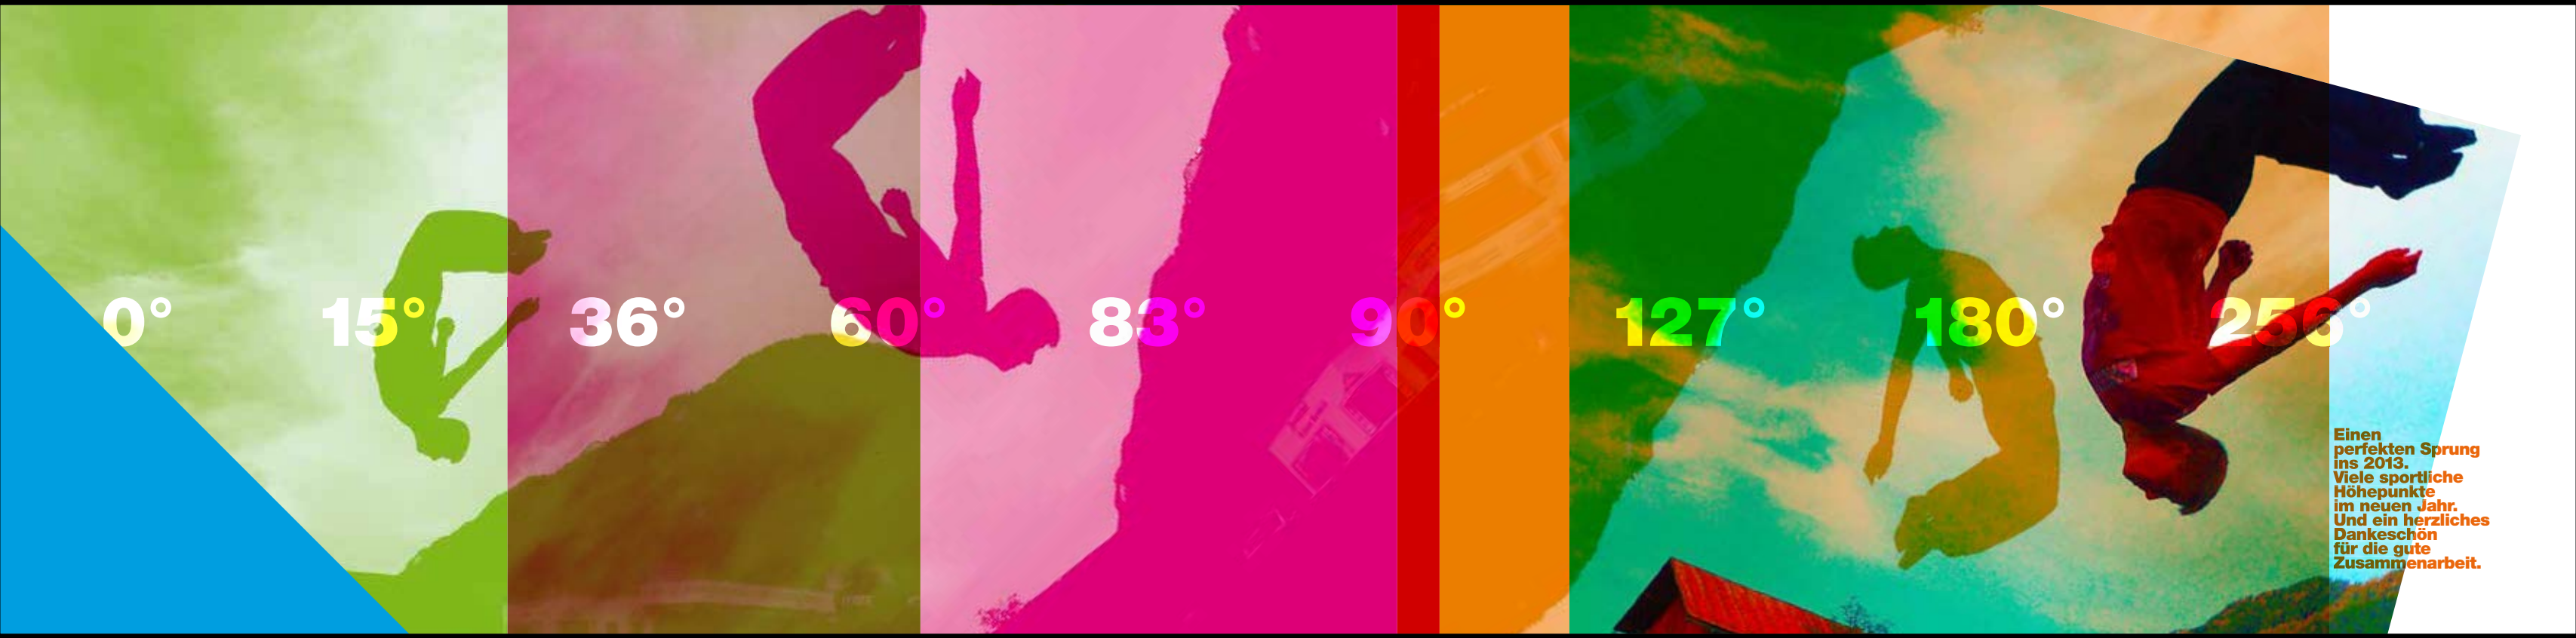 0° 15° 36° 60° 83° 90° 127° 180° 256°
Einen
perfekten Sprung
ins 2013.
Viele sportliche
Höhepunkte
im neuen Jahr.
Und ein herzliches
Dankeschön
für die gute
Zusammenarbeit.